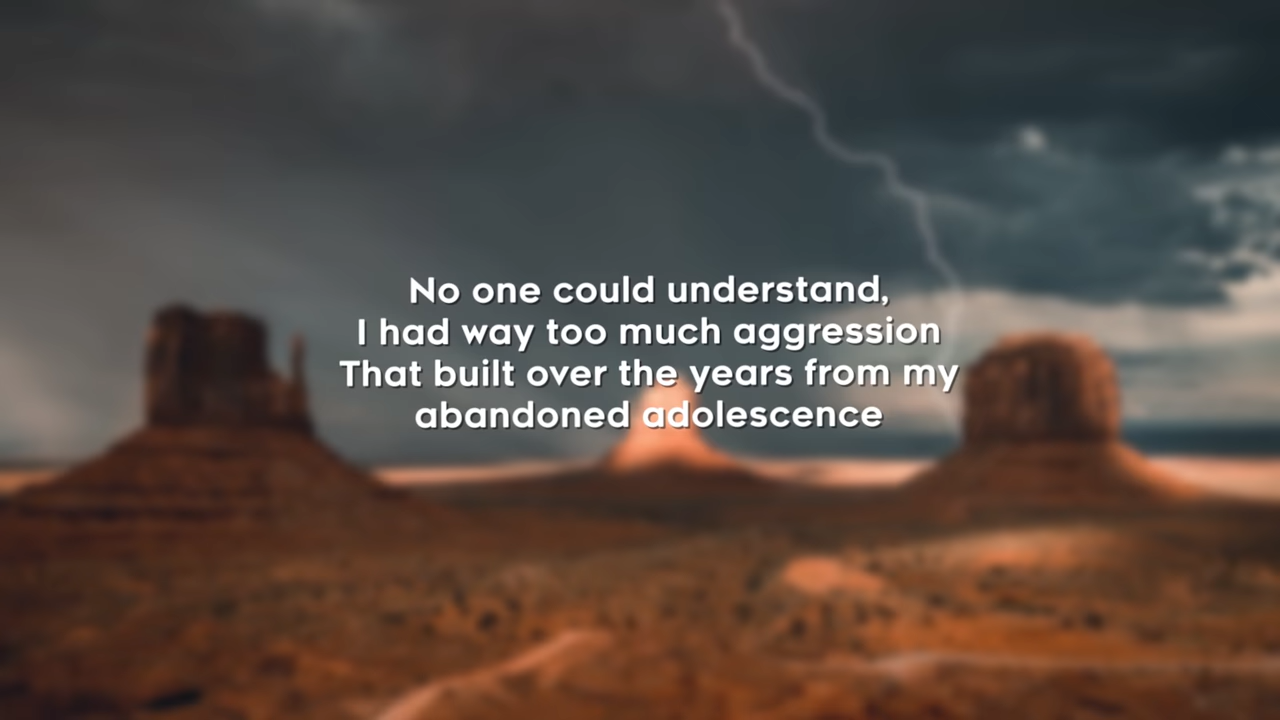 No one could understand,
I had way too much aggression
That built over the years from my
abandoned adolescence